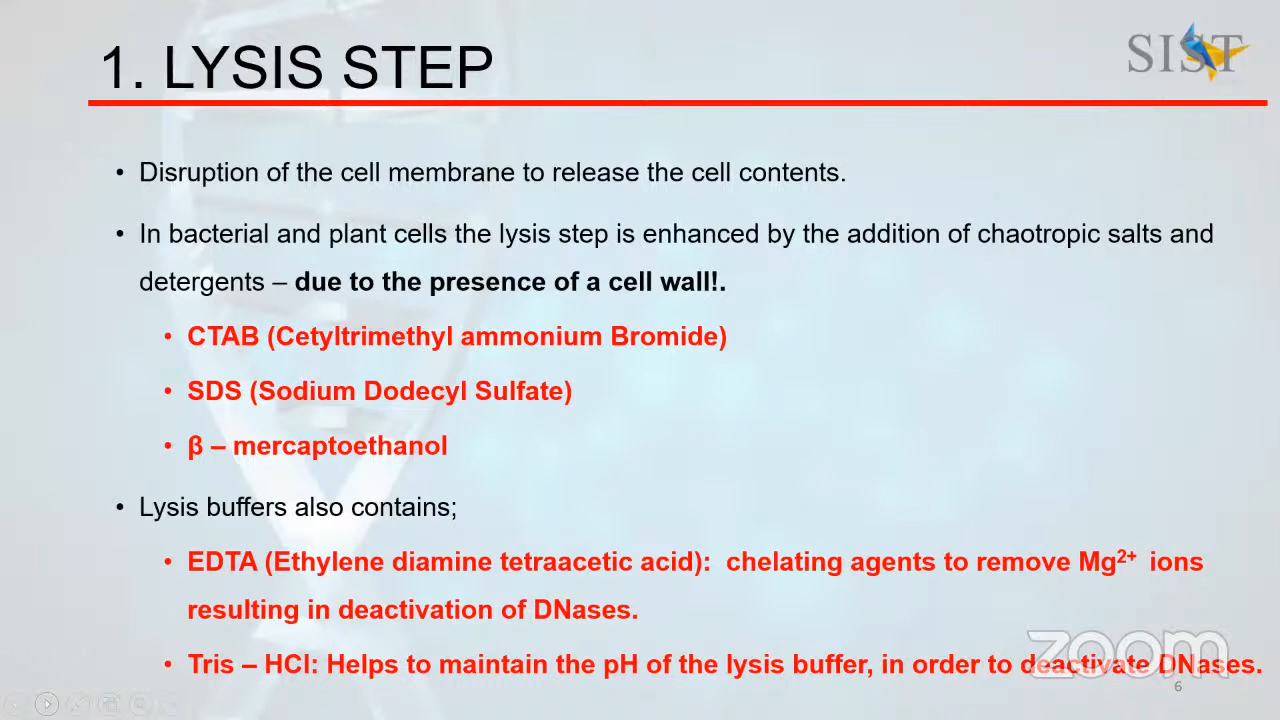 1. LYSIS STEP
SIST
• Disruption of the cell membrane to release the cell contents.
• In bacterial and plant cells the lysis step is enhanced by the addition of chaotropic salts and
detergents – due to the presence of a cell wall!.
• CTAB (Cetyltrimethyl ammonium Bromide)
• SDS (Sodium Dodecyl Sulfate)
• β – mercaptoethanol
• Lysis buffers also contains;
• EDTA (Ethylene diamine tetraacetic acid):  chelating agents to remove Mg²⁺ ions
resulting in deactivation of DNases.
• Tris – HCl: Helps to maintain the pH of the lysis buffer, in order to deactivate DNases.
zoom
6